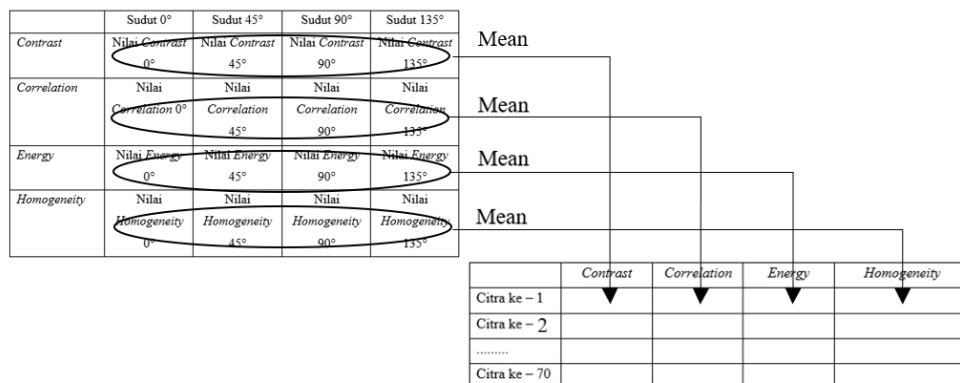 Sudut 0° Sudut 45° Sudut 90° Sudut 135°
Contrast Nilai Contrast Nilai Contrast Nilai Contrast Nilai Contrast Mean
0° 45° 90° 135°
Correlation Nilai Nilai Nilai Nilai
Correlation 0° Correlation Correlation Correlation Mean
45° 90° 135°
Energy Nilai Energy Nilai Energy Nilai Energy Nilai Energy Mean
0° 45° 90° 135°
Homogeneity Nilai Nilai Nilai Nilai
Homogeneity Homogeneity Homogeneity Homogeneity Mean
0° 45° 90° 135°
Contrast Correlation Energy Homogeneity
Citra ke – 1
Citra ke – 2
.........
Citra ke – 70